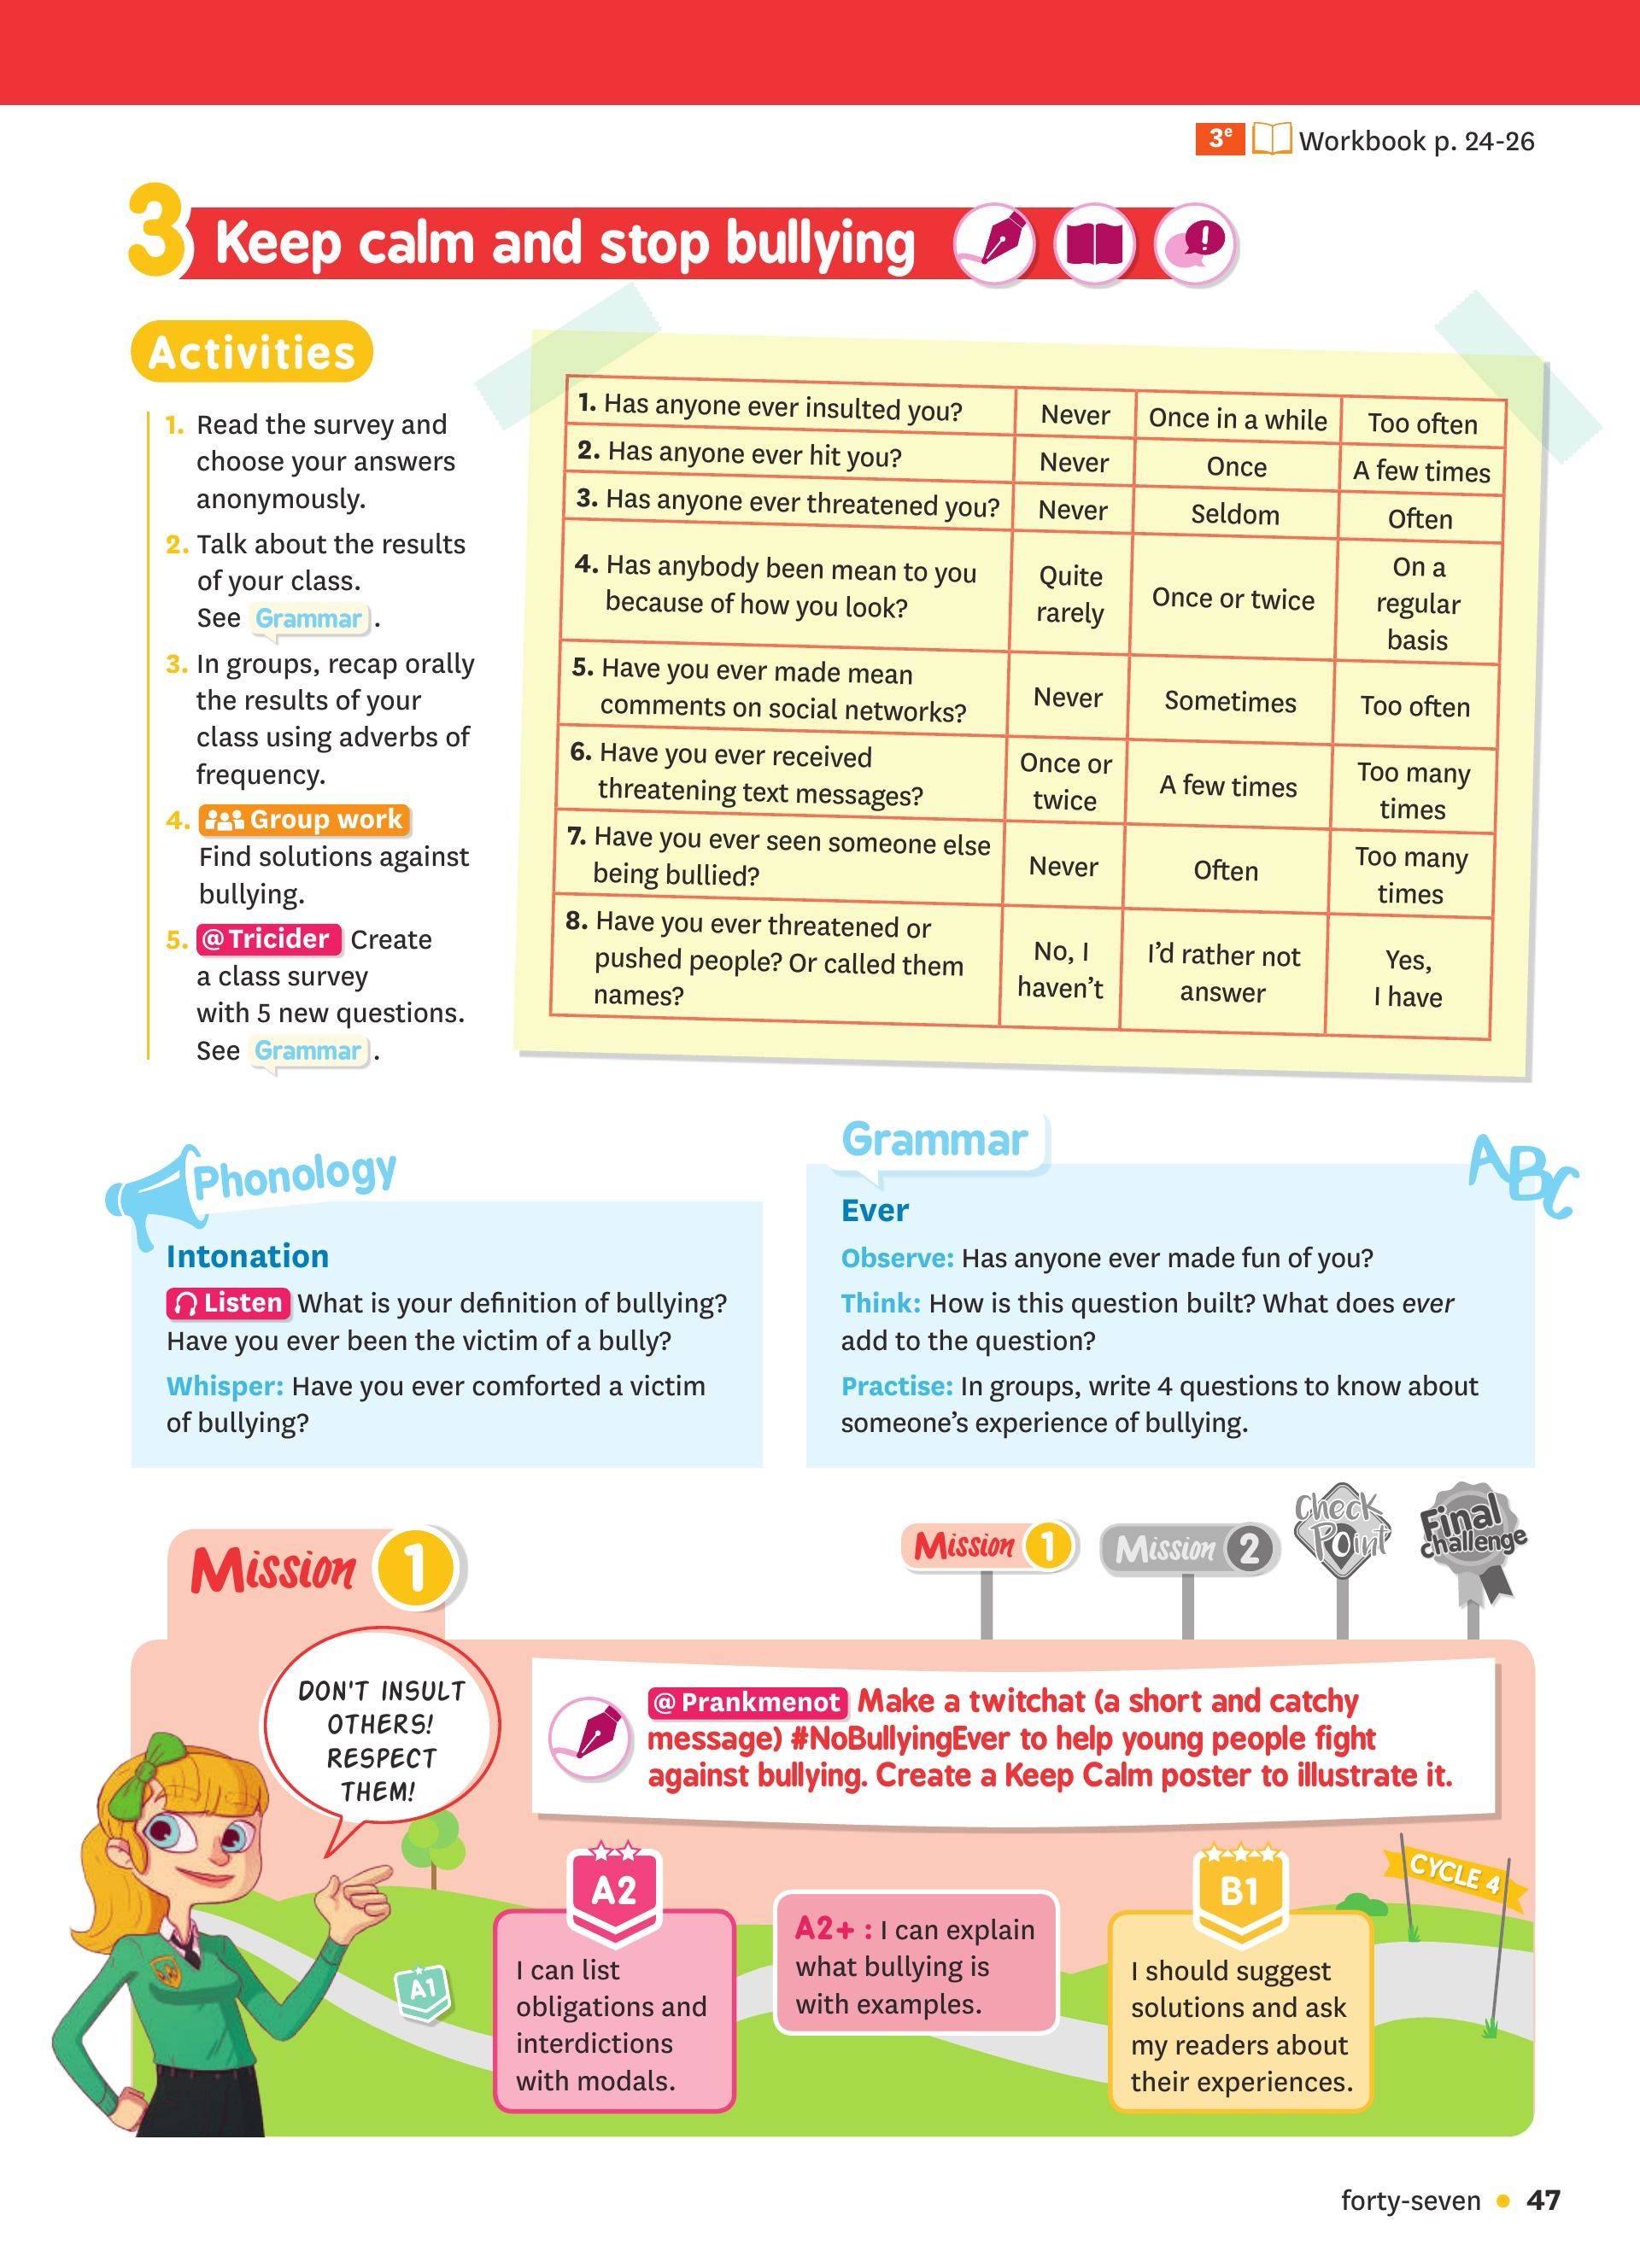 3e Workbook p. 24-26
3 Keep calm and stop bullying
Activities
1. Read the survey and
choose your answers
anonymously.
2. Talk about the results
of your class.
See Grammar .
3. In groups, recap orally
the results of your
class using adverbs of
frequency.
4. Group work
Find solutions against
bullying.
5. @Tricider Create
a class survey
with 5 new questions.
See Grammar .
1. Has anyone ever insulted you? Never Once in a while Too often
2. Has anyone ever hit you? Never Once A few times
3. Has anyone ever threatened you? Never Seldom Often
4. Has anybody been mean to you
because of how you look?
Quite
rarely
Once or twice
On a
regular
basis
5. Have you ever made mean
comments on social networks?
Never Sometimes Too often
6. Have you ever received
threatening text messages?
Once or
twice
A few times
Too many
times
7. Have you ever seen someone else
being bullied?
Never Often
Too many
times
8. Have you ever threatened or
pushed people? Or called them
names?
No, I
haven't
I'd rather not
answer
Yes,
I have
Phonology
Intonation
Listen What is your definition of bullying?
Have you ever been the victim of a bully?
Whisper: Have you ever comforted a victim
of bullying?
Grammar
ABC
Ever
Observe: Has anyone ever made fun of you?
Think: How is this question built? What does ever
add to the question?
Practise: In groups, write 4 questions to know about
someone's experience of bullying.
Mission 1
Mission 1
Mission 2
Check
Point
Final
challenge
DON'T INSULT
OTHERS!
RESPECT
THEM!
@Prankmenot Make a twitchat (a short and catchy
message) #NoBullyingEver to help young people fight
against bullying. Create a Keep Calm poster to illustrate it.
A1
A2
I can list
obligations and
interdictions
with modals.
A2+ : I can explain
what bullying is
with examples.
B1
I should suggest
solutions and ask
my readers about
their experiences.
CYCLE 4
forty-seven • 47